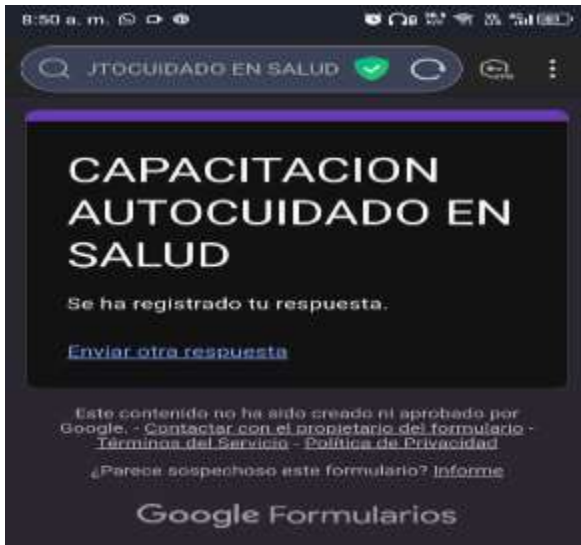 8:50 a. m.
JTOCUIDADO EN SALUD
CAPACITACION
AUTOCUIDADO EN
SALUD
Se ha registrado tu respuesta.
Enviar otra respuesta
Este contenido no ha sido creado ni aprobado por
Google. - Contactar con el propietario del formulario -
Términos del Servicio - Política de Privacidad
¿Parece sospechoso este formulario? Informe
Google Formularios